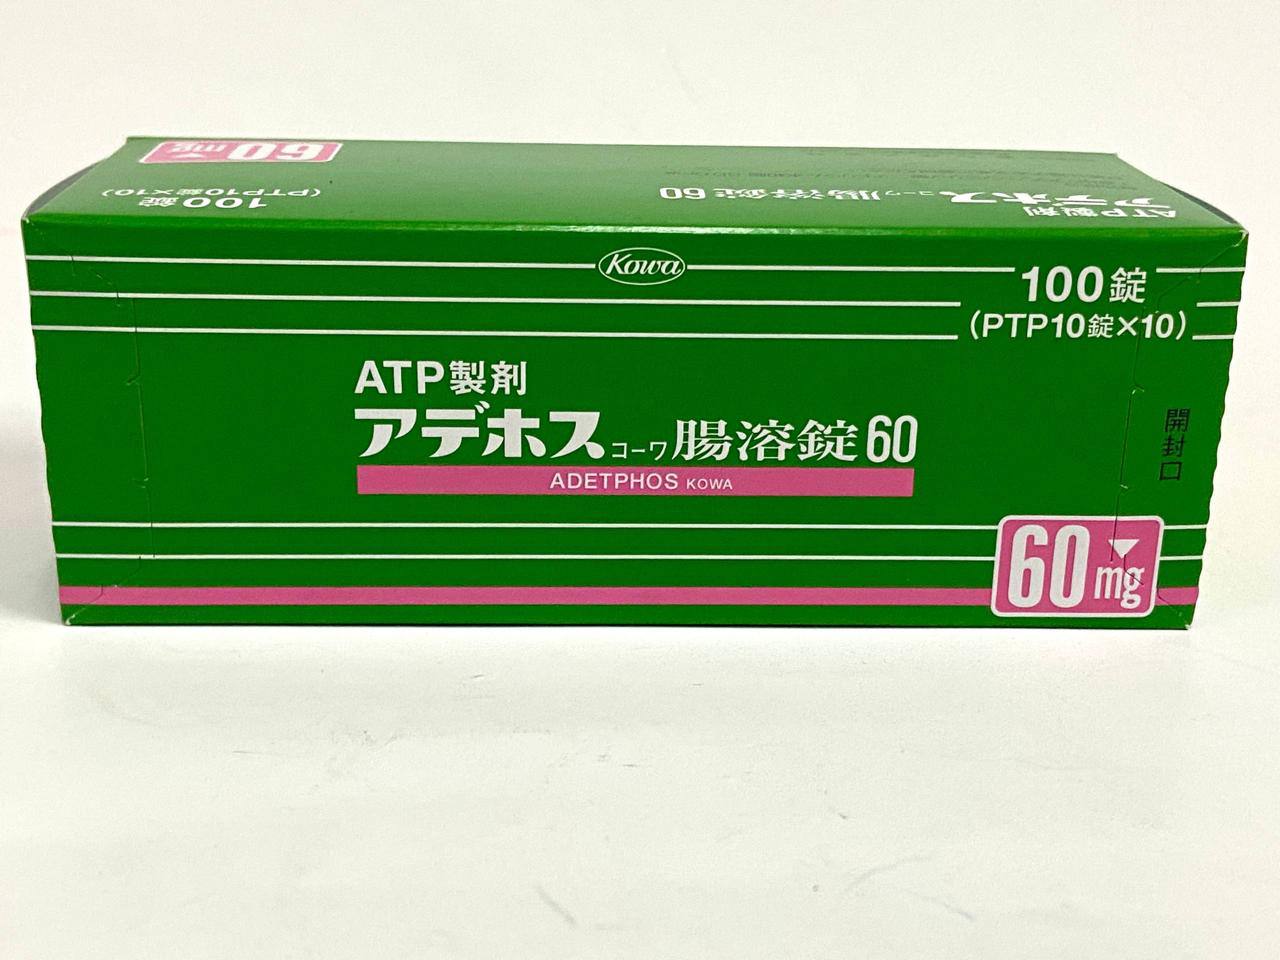 60mg
100錠
(PTP10錠×10)
ATP製剤
アデホスコーワ腸溶錠60
Kowa
100錠
(PTP10錠×10)
ATP製剤
アデホスコーワ腸溶錠60
ADETPHOS KOWA
開封口
60mg